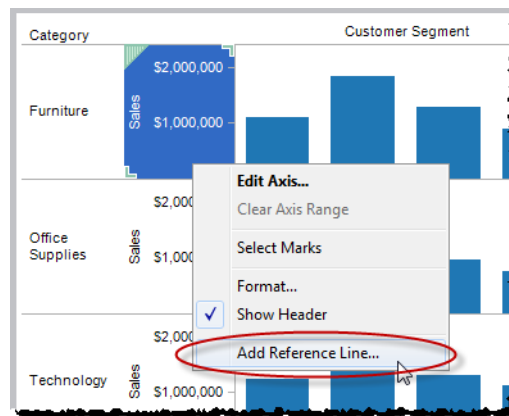 Category
Customer Segment
Furniture
Sales
$2,000,000
$1,000,000
Edit Axis...
Clear Axis Range
Select Marks
Format...
Show Header
Add Reference Line...
Office
Supplies
Sales
$2,000
$1,000
Technology
Sales
$2,000
$1,000,000